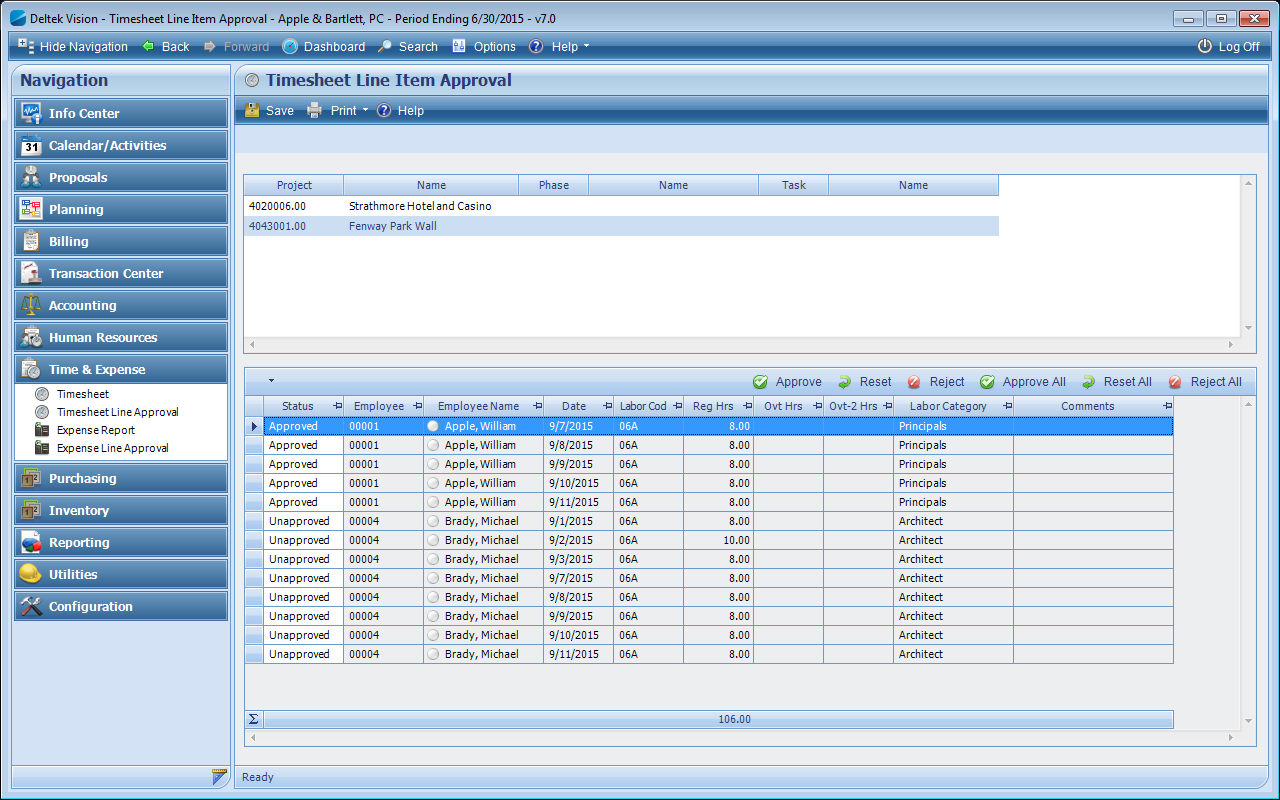 Deltek Vision - Timesheet Line Item Approval - Apple & Bartlett, PC - Period Ending 6/30/2015 - v7.0
Hide Navigation Back Forward Dashboard Search Options Help Log Off
Navigation
Info Center
31 Calendar/Activities
Proposals
Planning
Billing
Transaction Center
Accounting
Human Resources
Time & Expense
Timesheet
Timesheet Line Approval
Expense Report
Expense Line Approval
Purchasing
Inventory
Reporting
Utilities
Configuration
Timesheet Line Item Approval
Save Print Help
Project Name Phase Name Task Name
4020006.00 Strathmore Hotel and Casino
4043001.00 Fenway Park Wall
Approve Reset Reject Approve All Reset All Reject All
Status Employee Employee Name Date Labor Cod Reg Hrs Ovt Hrs Ovt-2 Hrs Labor Category Comments
Approved 00001 Apple, William 9/7/2015 06A 8.00 Principals
Approved 00001 Apple, William 9/8/2015 06A 8.00 Principals
Approved 00001 Apple, William 9/9/2015 06A 8.00 Principals
Approved 00001 Apple, William 9/10/2015 06A 8.00 Principals
Approved 00001 Apple, William 9/11/2015 06A 8.00 Principals
Unapproved 00004 Brady, Michael 9/1/2015 06A 8.00 Architect
Unapproved 00004 Brady, Michael 9/2/2015 06A 10.00 Architect
Unapproved 00004 Brady, Michael 9/3/2015 06A 8.00 Architect
Unapproved 00004 Brady, Michael 9/7/2015 06A 8.00 Architect
Unapproved 00004 Brady, Michael 9/8/2015 06A 8.00 Architect
Unapproved 00004 Brady, Michael 9/9/2015 06A 8.00 Architect
Unapproved 00004 Brady, Michael 9/10/2015 06A 8.00 Architect
Unapproved 00004 Brady, Michael 9/11/2015 06A 8.00 Architect
Σ 106.00
Ready